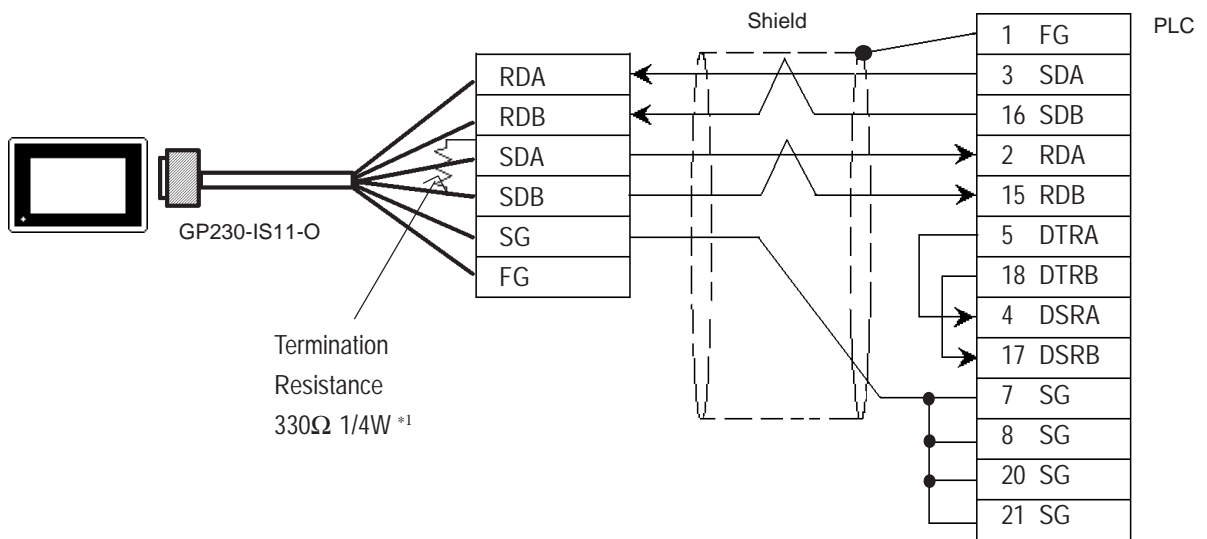 Shield
PLC
1 FG
3 SDA
16 SDB
2 RDA
15 RDB
5 DTRA
18 DTRB
4 DSRA
17 DSRB
7 SG
8 SG
20 SG
21 SG
RDA
RDB
SDA
SDB
SG
FG
GP230-IS11-O
Termination
Resistance
330Ω 1/4W *1